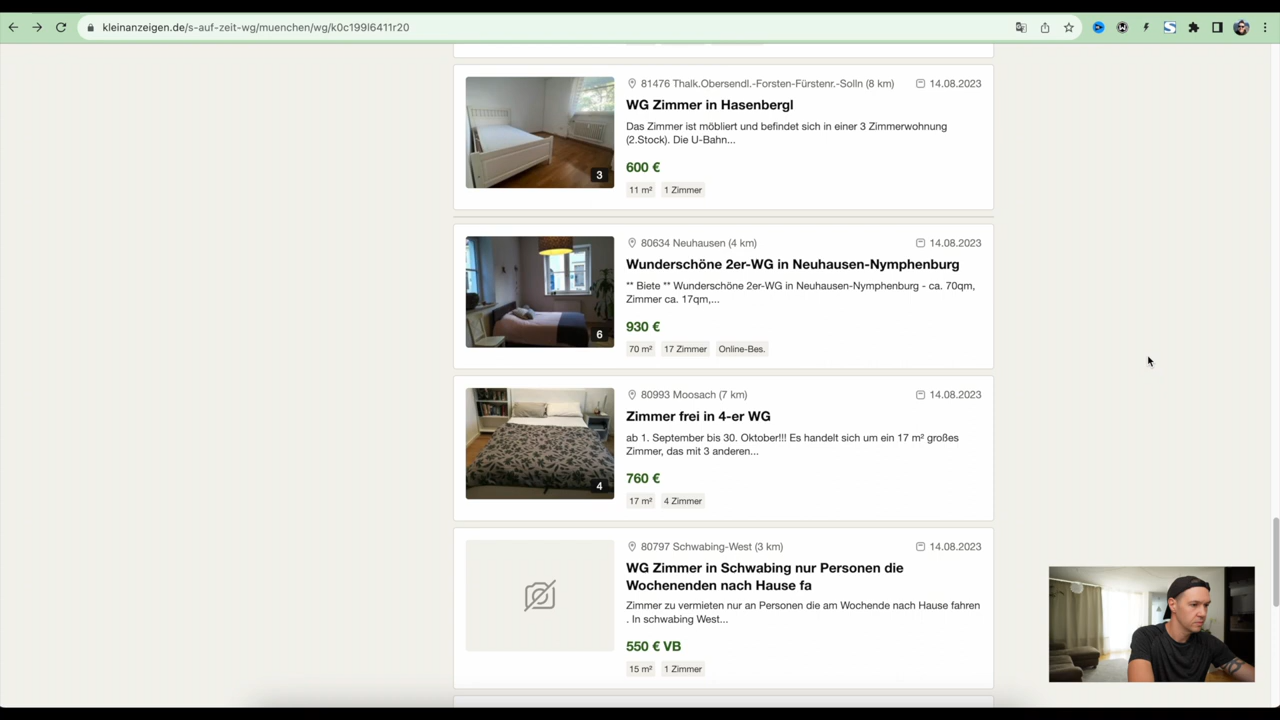 kleinanzeigen.de/s-auf-zeit-wg/muenchen/wg/k0c199l6411r20
81476 Thalk.Obersendl.-Forsten-Fürstenr.-Solln (8 km) 14.08.2023
WG Zimmer in Hasenbergl
Das Zimmer ist möbliert und befindet sich in einer 3 Zimmerwohnung
(2.Stock). Die U-Bahn...
600 €
3
11 m² 1 Zimmer
80634 Neuhausen (4 km) 14.08.2023
Wunderschöne 2er-WG in Neuhausen-Nymphenburg
** Biete ** Wunderschöne 2er-WG in Neuhausen-Nymphenburg - ca. 70qm,
Zimmer ca. 17qm,...
930 €
6
70 m² 17 Zimmer Online-Bes.
80993 Moosach (7 km) 14.08.2023
Zimmer frei in 4-er WG
ab 1. September bis 30. Oktober!!! Es handelt sich um ein 17 m² großes
Zimmer, das mit 3 anderen...
760 €
4
17 m² 4 Zimmer
80797 Schwabing-West (3 km) 14.08.2023
WG Zimmer in Schwabing nur Personen die
Wochenenden nach Hause fa
Zimmer zu vermieten nur an Personen die am Wochende nach Hause fahren
. In schwabing West...
550 € VB
15 m² 1 Zimmer